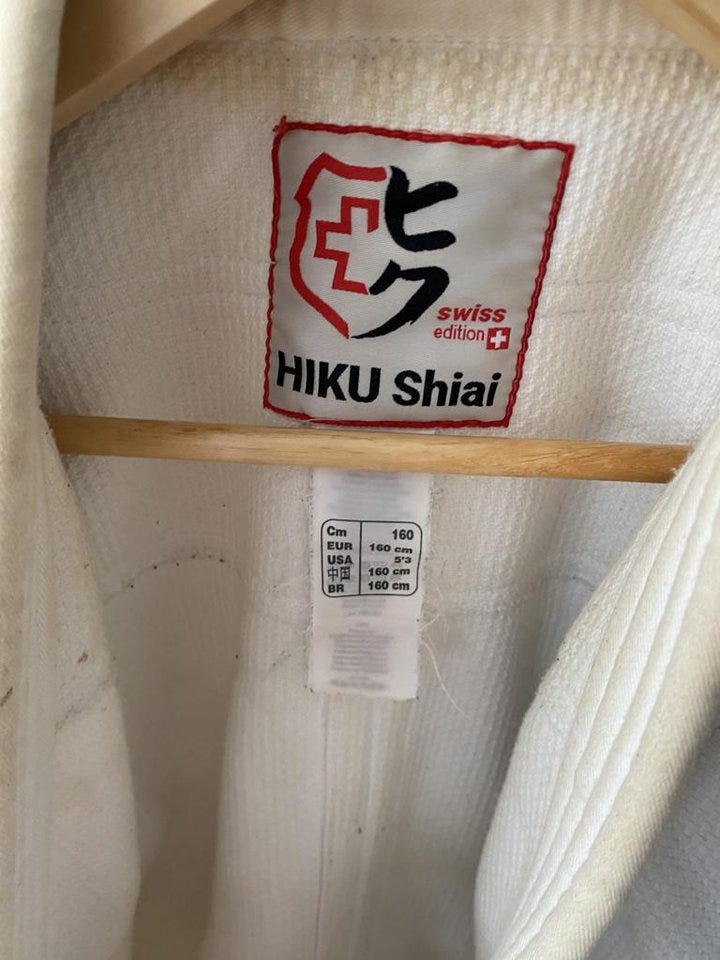 ヒク
swiss
edition
HIKU Shiai
Cm 160
EUR 160 cm
USA 5'3
中国 160 cm
BR 160 cm